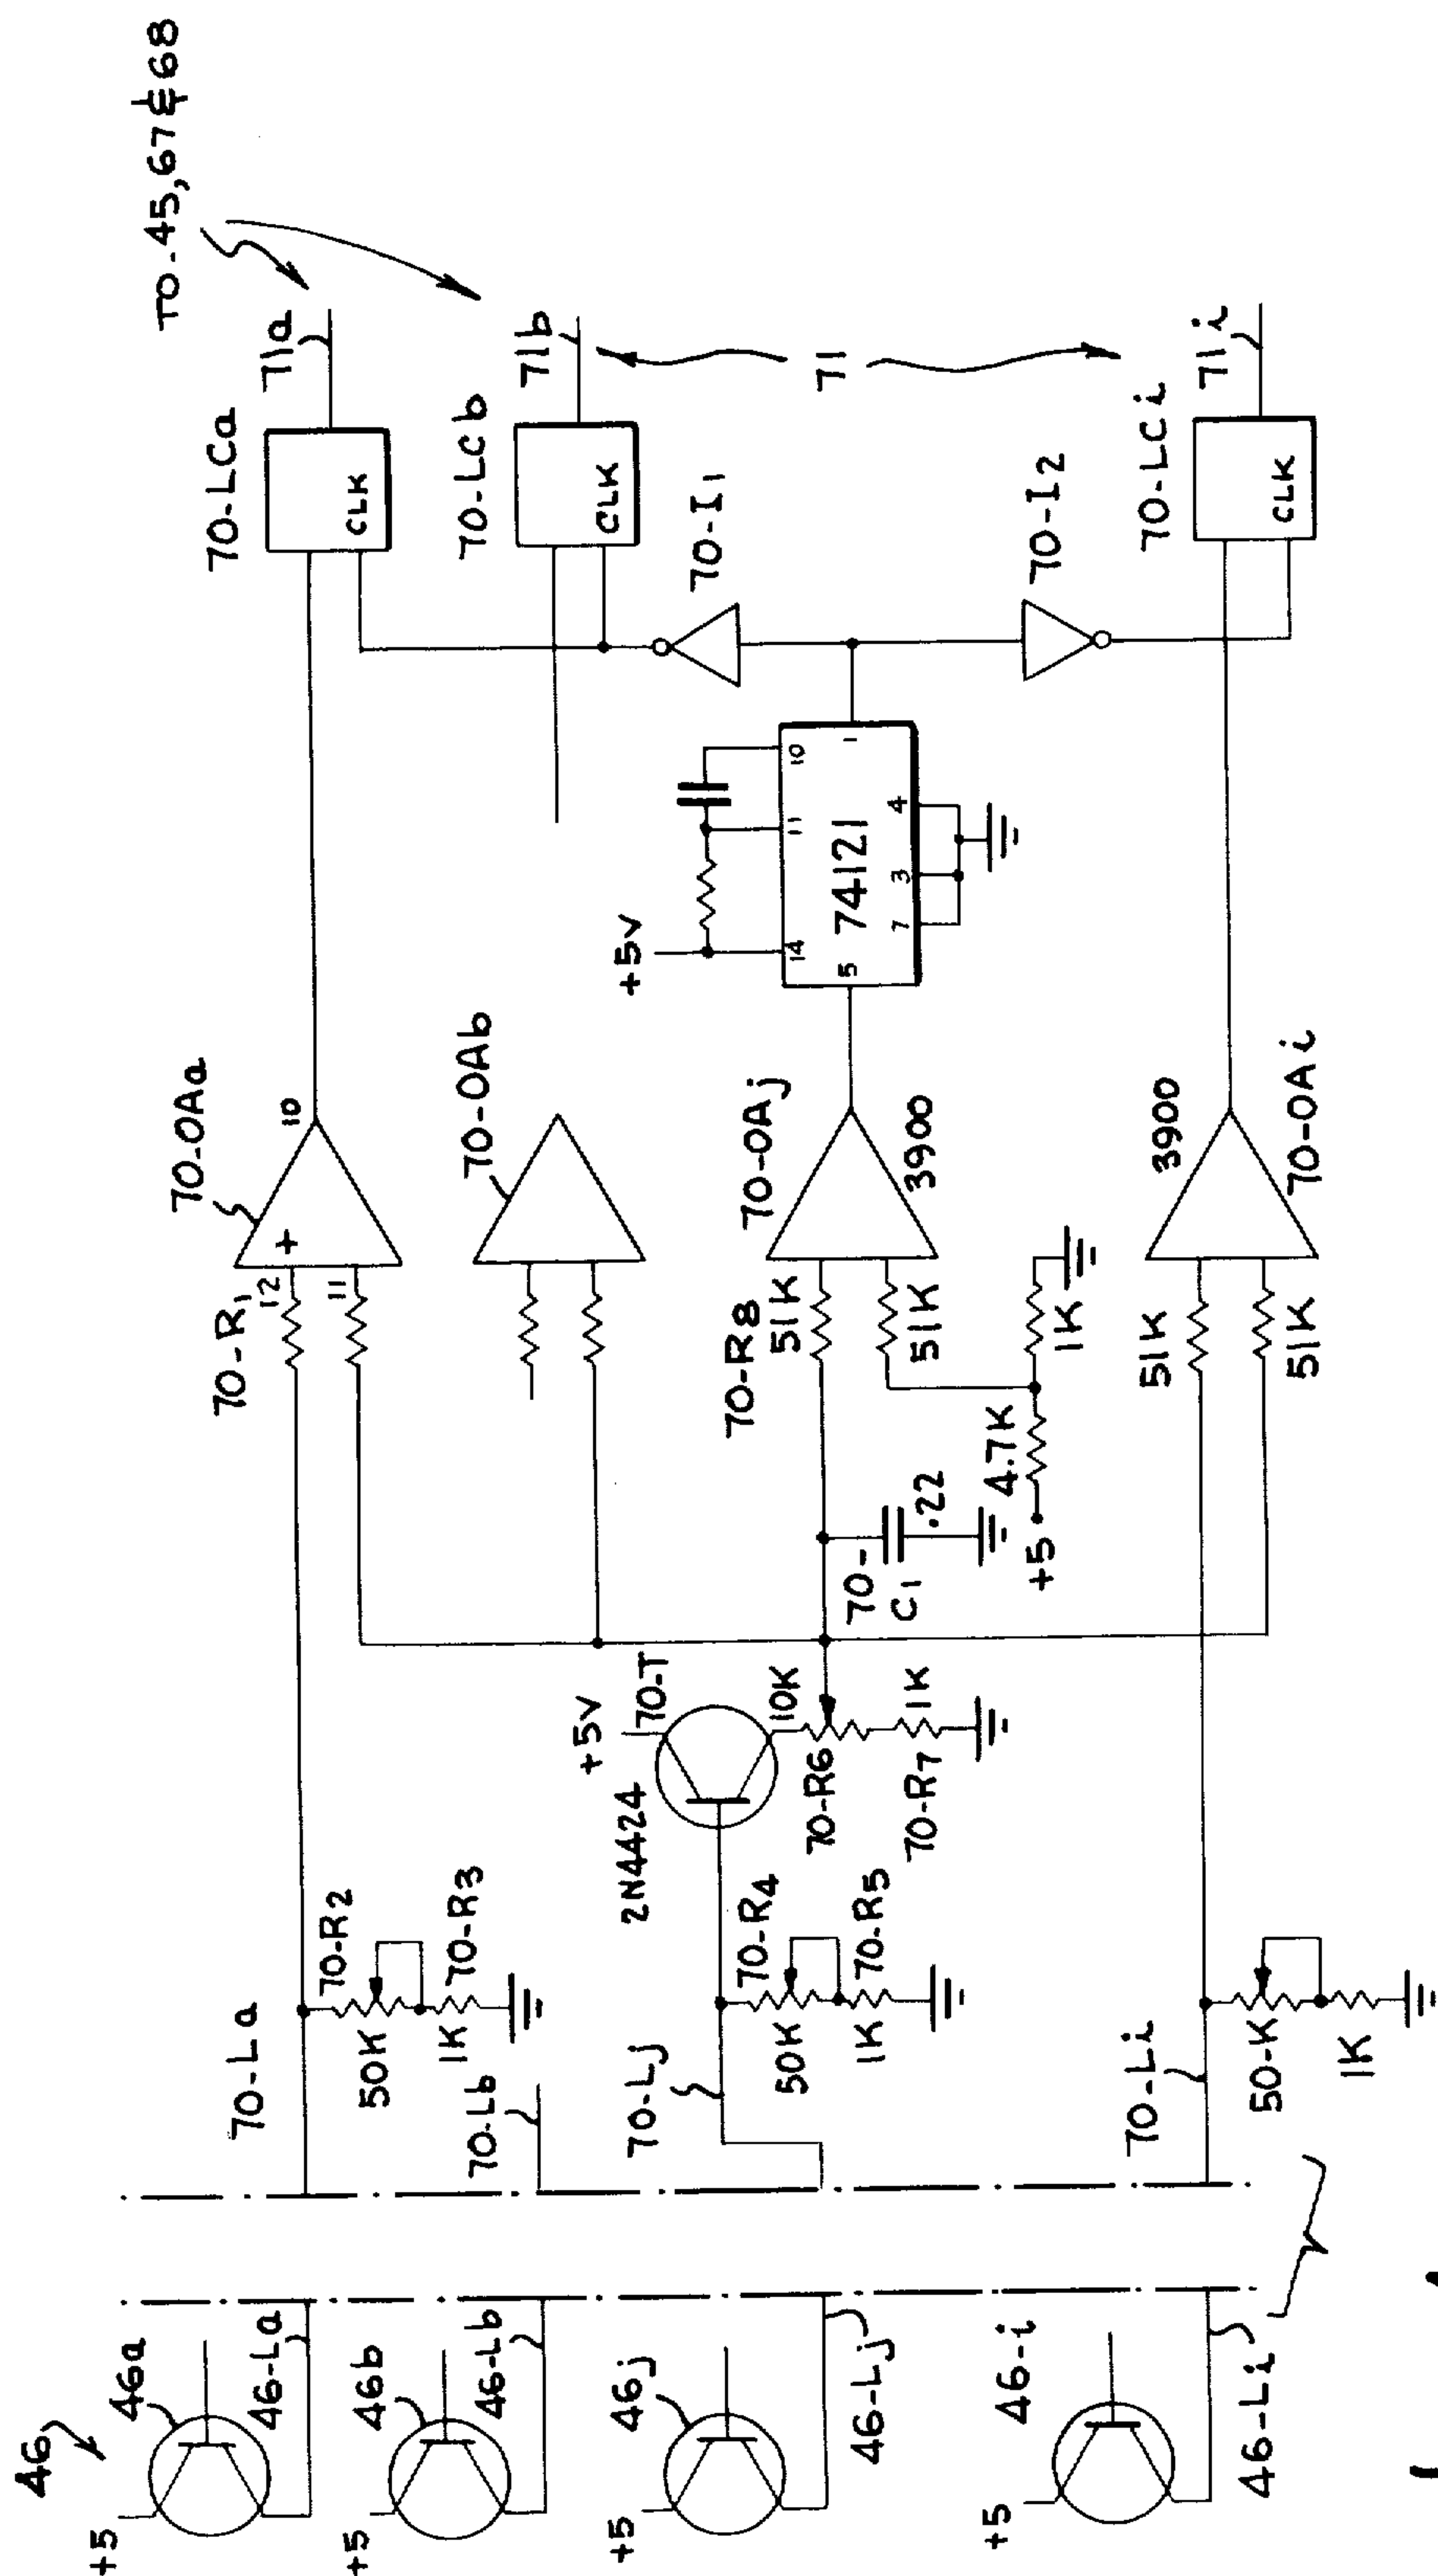 46
+5
46a
46-La
+5
46b
46-Lb
+5
46j
46-Lj
+5
46-i
46-Li
70-La
70-R2
50K
1K
70-R3
70-Lb
70-Lj
70-R4
50K
1K
70-R5
70-Li
50-K
1K
2N4424
+5V
70-T
10K
70-R6
70-R7
1K
70-C1
.22
+5
4.7K
1K
70-R1
12
11
+
70-OAa
10
70-OAb
70-R8
51K
51K
70-OAj
3900
51K
51K
3900
70-OAi
+5V
14
11
10
5
74121
1
7
3
4
70-I1
70-I2
70-LCa
CLK
70-LCb
CLK
70-LCi
CLK
71a
71b
71
71i
TO-45,67&68